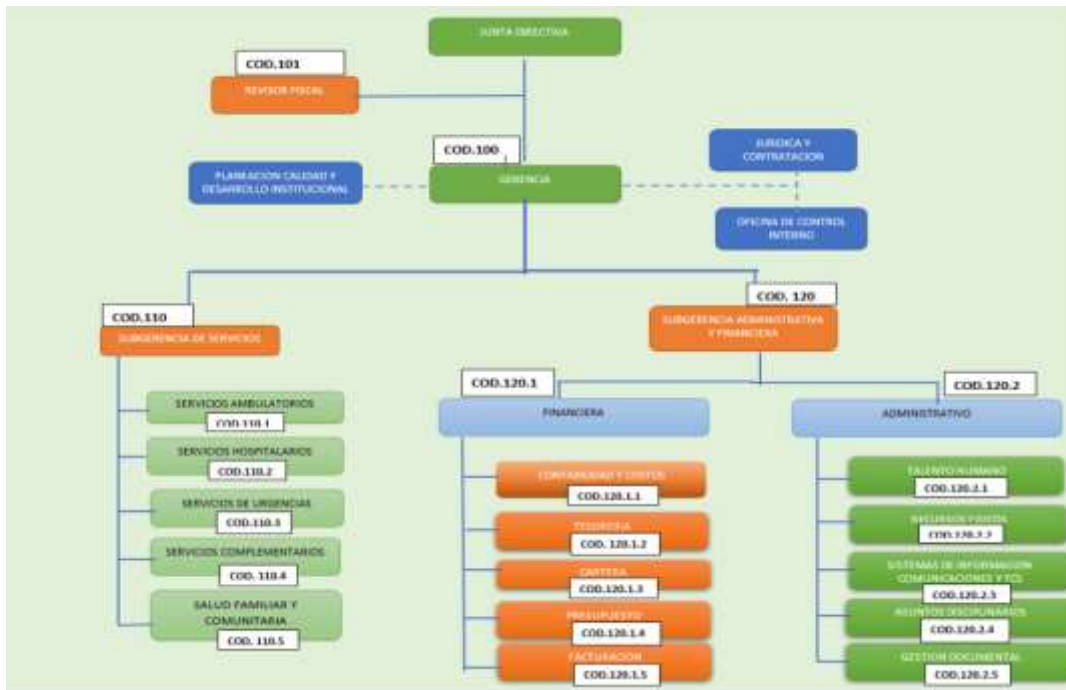 JUNTA DIRECTIVA
COD.101
REVISOR FISCAL
COD.100
GERENCIA
JURIDICA Y
CONTRATACION
PLANEACION CALIDAD Y
DESARROLLO INSTITUCIONAL
OFICINA DE CONTROL
INTERNO
COD.110
SUBGERENCIA DE SERVICIOS
COD. 120
SUBGERENCIA ADMINISTRATIVA
Y FINANCIERA
SERVICIOS AMBULATORIOS
COD.110.1
SERVICIOS HOSPITALARIOS
COD.110.2
SERVICIOS DE URGENCIAS
COD.110.3
SERVICIOS COMPLEMENTARIOS
COD. 110.4
SALUD FAMILIAR Y
COMUNITARIA
COD. 110.5
COD.120.1
FINANCIERA
CONTABILIDAD Y COSTOS
COD.120.1.1
TESORERIA
COD. 120.1.2
CARTERA
COD.120.1.3
PRESUPUESTO
COD.120.1.4
FACTURACION
COD.120.1.5
COD.120.2
ADMINISTRATIVO
TALENTO HUMANO
COD.120.2.1
RECURSOS FISICOS
COD.120.2.2
SISTEMAS DE INFORMACION
COMUNICACIONES Y TCS
COD.120.2.3
ASUNTOS DISCIPLINARIOS
COD.120.2.4
GESTION DOCUMENTAL
COD.120.2.5